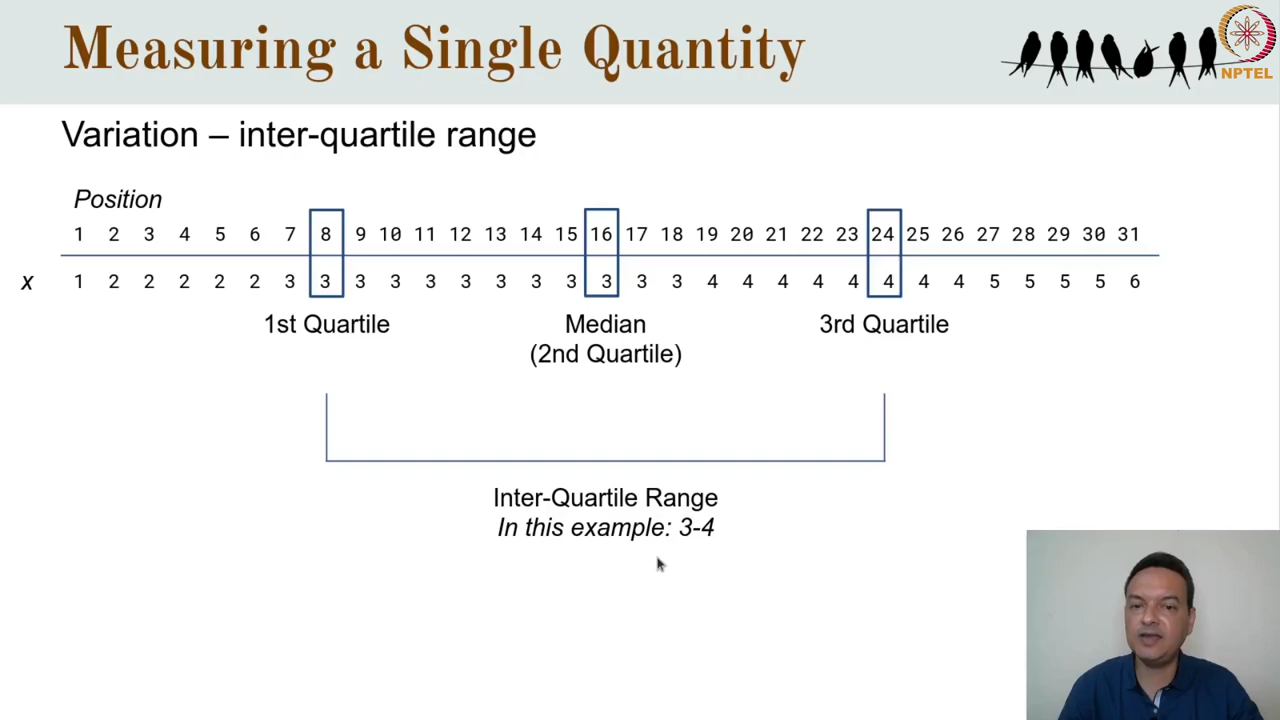 Measuring a Single Quantity
NPTEL
Variation – inter-quartile range
Position
1 2 3 4 5 6 7 8 9 10 11 12 13 14 15 16 17 18 19 20 21 22 23 24 25 26 27 28 29 30 31
x 1 2 2 2 2 2 3 3 3 3 3 3 3 3 3 3 3 3 4 4 4 4 4 4 4 4 5 5 5 5 6
1st Quartile Median 3rd Quartile
(2nd Quartile)
Inter-Quartile Range
In this example: 3-4